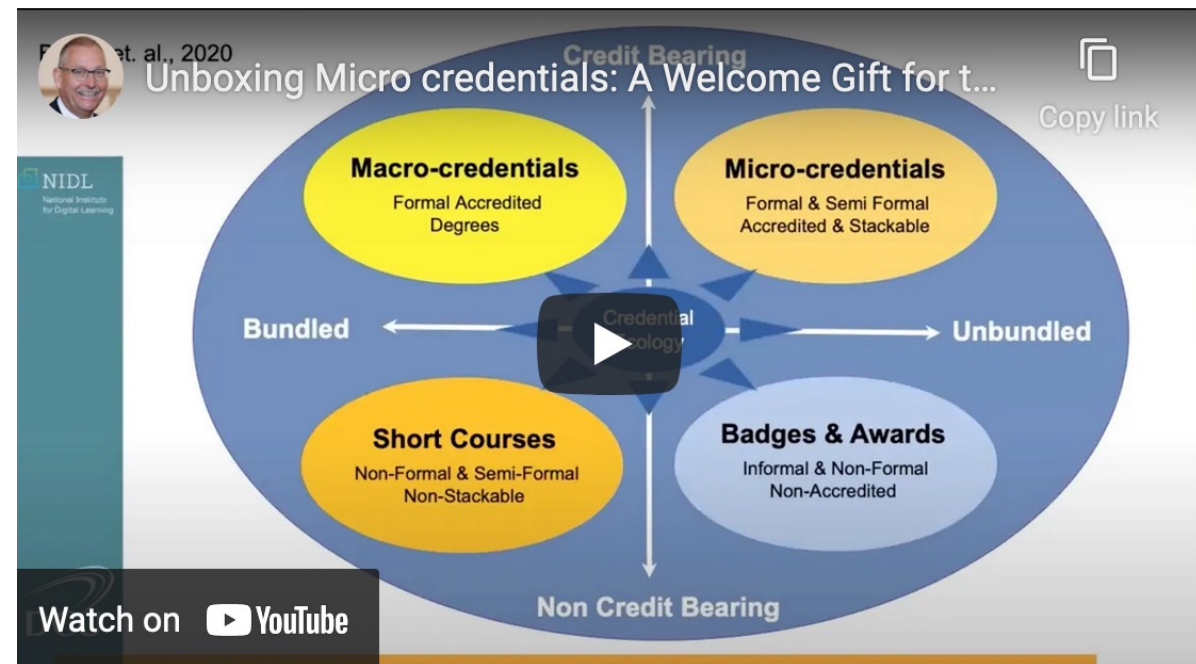 et. al., 2020
Unboxing Micro credentials: A Welcome Gift for t...
Copy link
Credit Bearing
NIDL
National Institute
for Digital Learning
Macro-credentials
Formal Accredited
Degrees
Micro-credentials
Formal & Semi Formal
Accredited & Stackable
Bundled
Credential
Ecology
Unbundled
Short Courses
Non-Formal & Semi-Formal
Non-Stackable
Badges & Awards
Informal & Non-Formal
Non-Accredited
Non Credit Bearing
Watch on YouTube